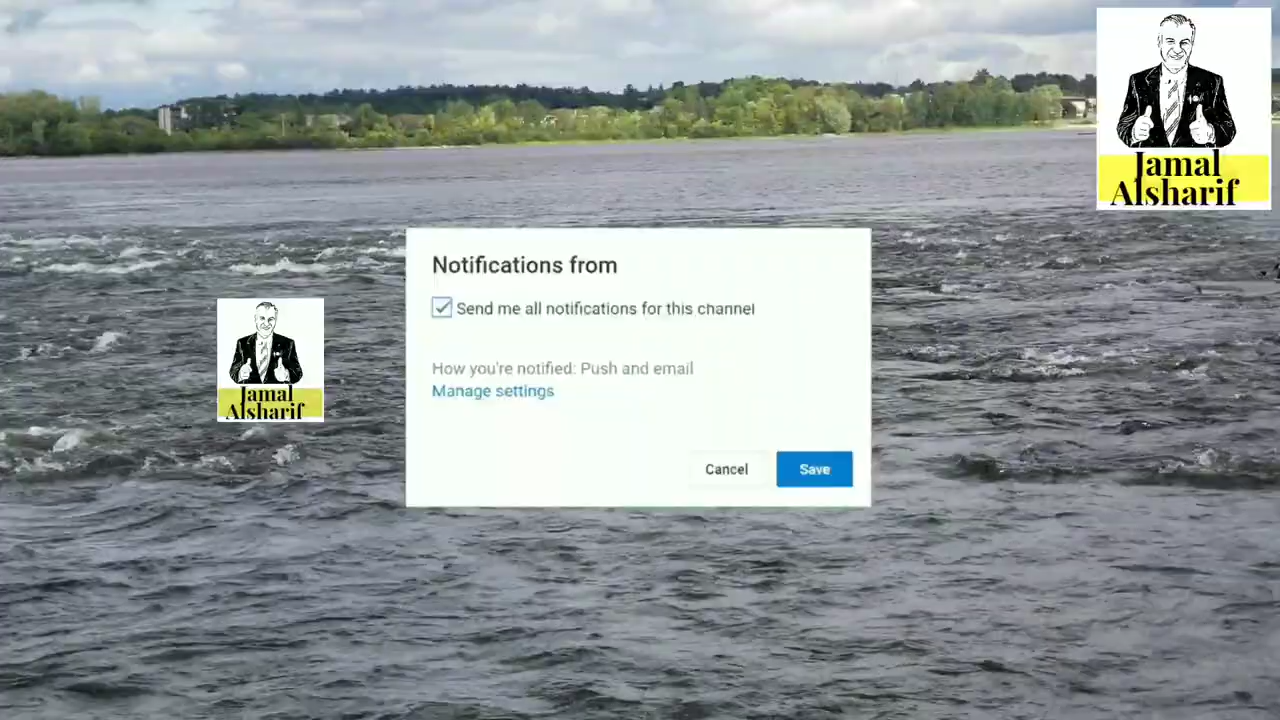 Jamal
Alsharif
Notifications from
Send me all notifications for this channel
How you're notified: Push and email
Manage settings
Cancel
Save
Jamal
Alsharif